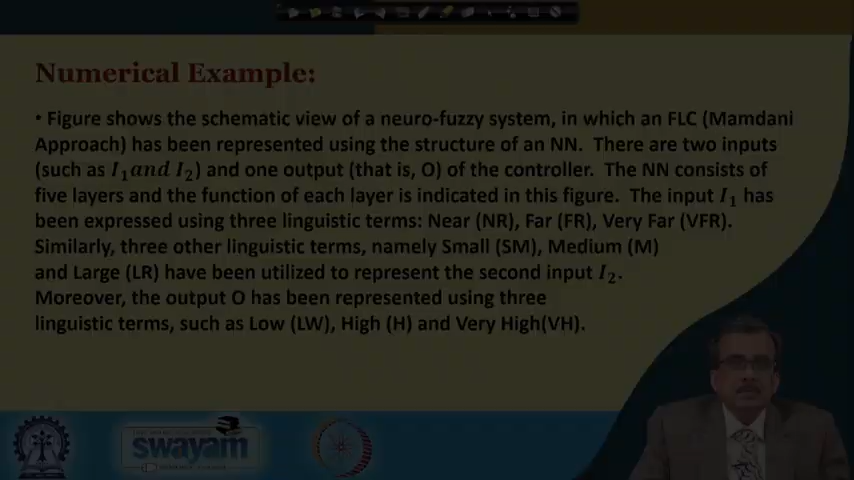 Numerical Example:
• Figure shows the schematic view of a neuro-fuzzy system, in which an FLC (Mamdani
Approach) has been represented using the structure of an NN. There are two inputs
(such as I₁and I₂) and one output (that is, O) of the controller. The NN consists of
five layers and the function of each layer is indicated in this figure. The input I₁ has
been expressed using three linguistic terms: Near (NR), Far (FR), Very Far (VFR).
Similarly, three other linguistic terms, namely Small (SM), Medium (M)
and Large (LR) have been utilized to represent the second input I₂.
Moreover, the output O has been represented using three
linguistic terms, such as Low (LW), High (H) and Very High(VH).
swayam